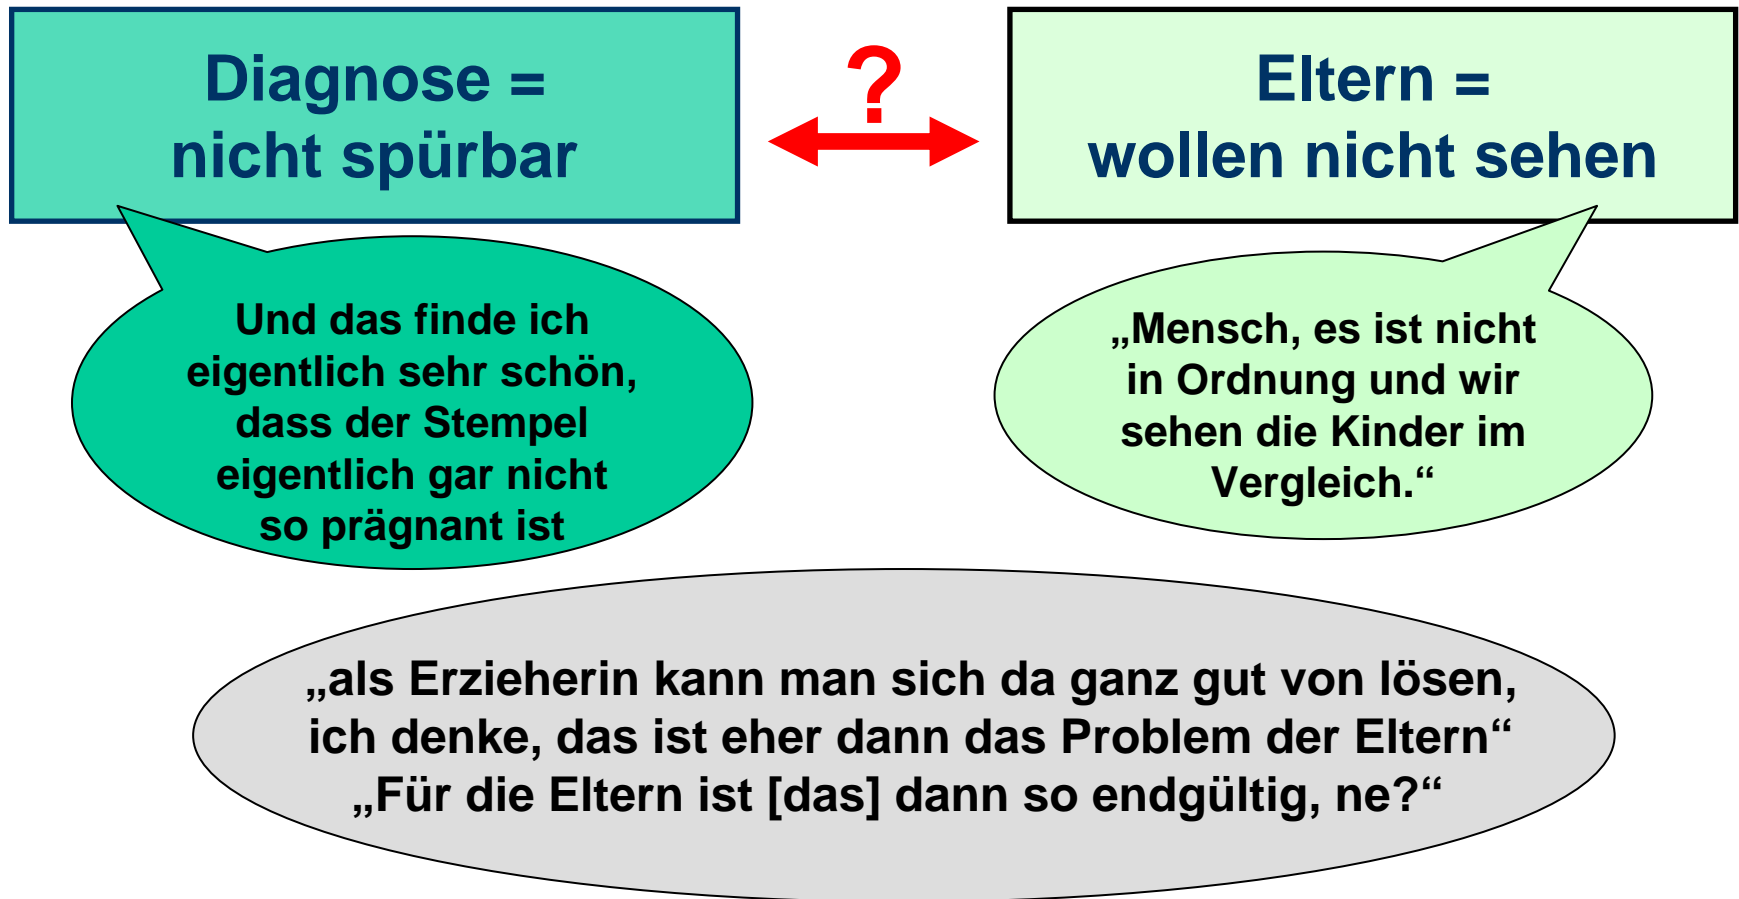 Diagnose =
nicht spürbar
?
Eltern =
wollen nicht sehen
Und das finde ich
eigentlich sehr schön,
dass der Stempel
eigentlich gar nicht
so prägnant ist
„Mensch, es ist nicht
in Ordnung und wir
sehen die Kinder im
Vergleich.“
„als Erzieherin kann man sich da ganz gut von lösen,
ich denke, das ist eher dann das Problem der Eltern“
„Für die Eltern ist [das] dann so endgültig, ne?“